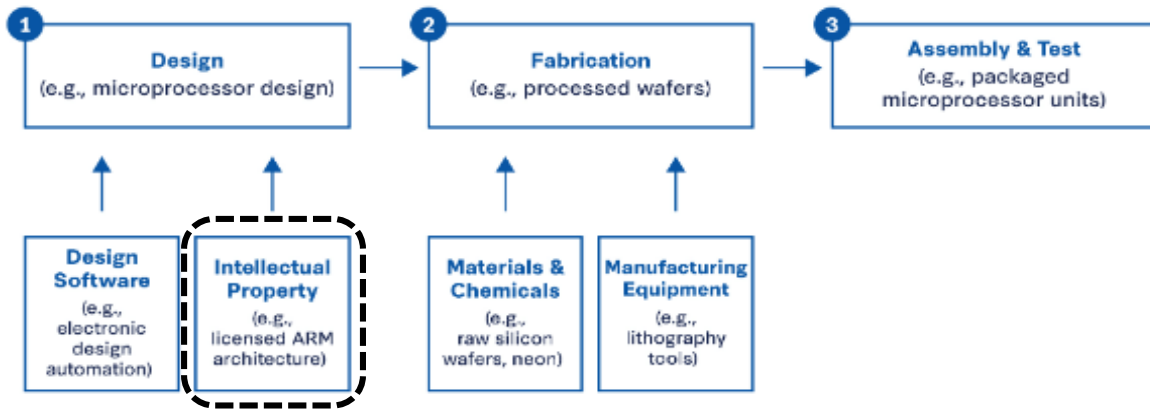 1
Design
(e.g., microprocessor design)
2
Fabrication
(e.g., processed wafers)
3
Assembly & Test
(e.g., packaged
microprocessor units)
Design
Software
(e.g.,
electronic
design
automation)
Intellectual
Property
(e.g.,
licensed ARM
architecture)
Materials &
Chemicals
(e.g.,
raw silicon
wafers, neon)
Manufacturing
Equipment
(e.g.,
lithography
tools)